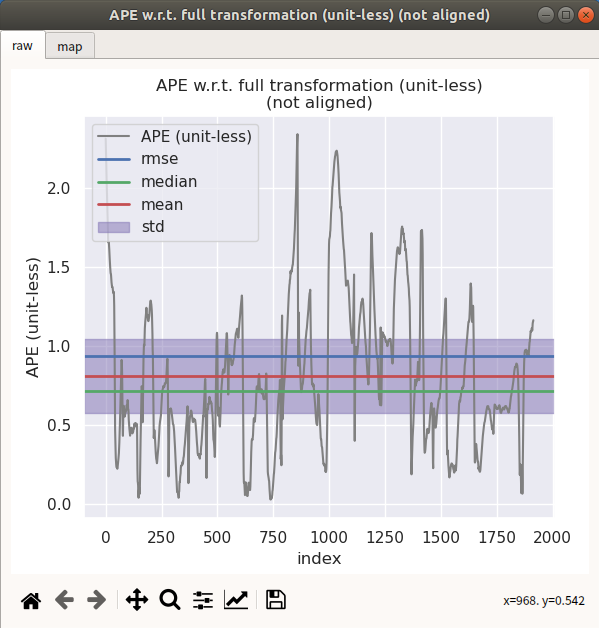 APE w.r.t. full transformation (unit-less) (not aligned)
raw
map
APE w.r.t. full transformation (unit-less)
(not aligned)
APE (unit-less)
rmse
median
mean
std
2.0
1.5
1.0
0.5
0.0
APE (unit-less)
0
250
500
750
1000
1250
1500
1750
2000
index
x=968. y=0.542